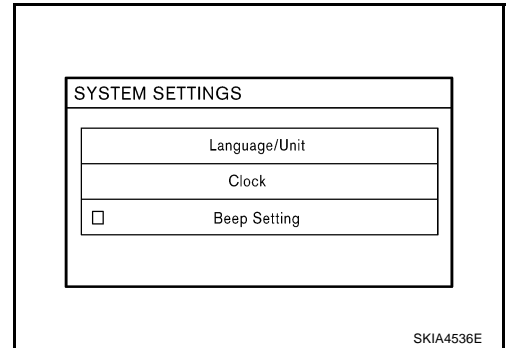 SYSTEM SETTINGS
Language/Unit
Clock
Beep Setting
SKIA4536E